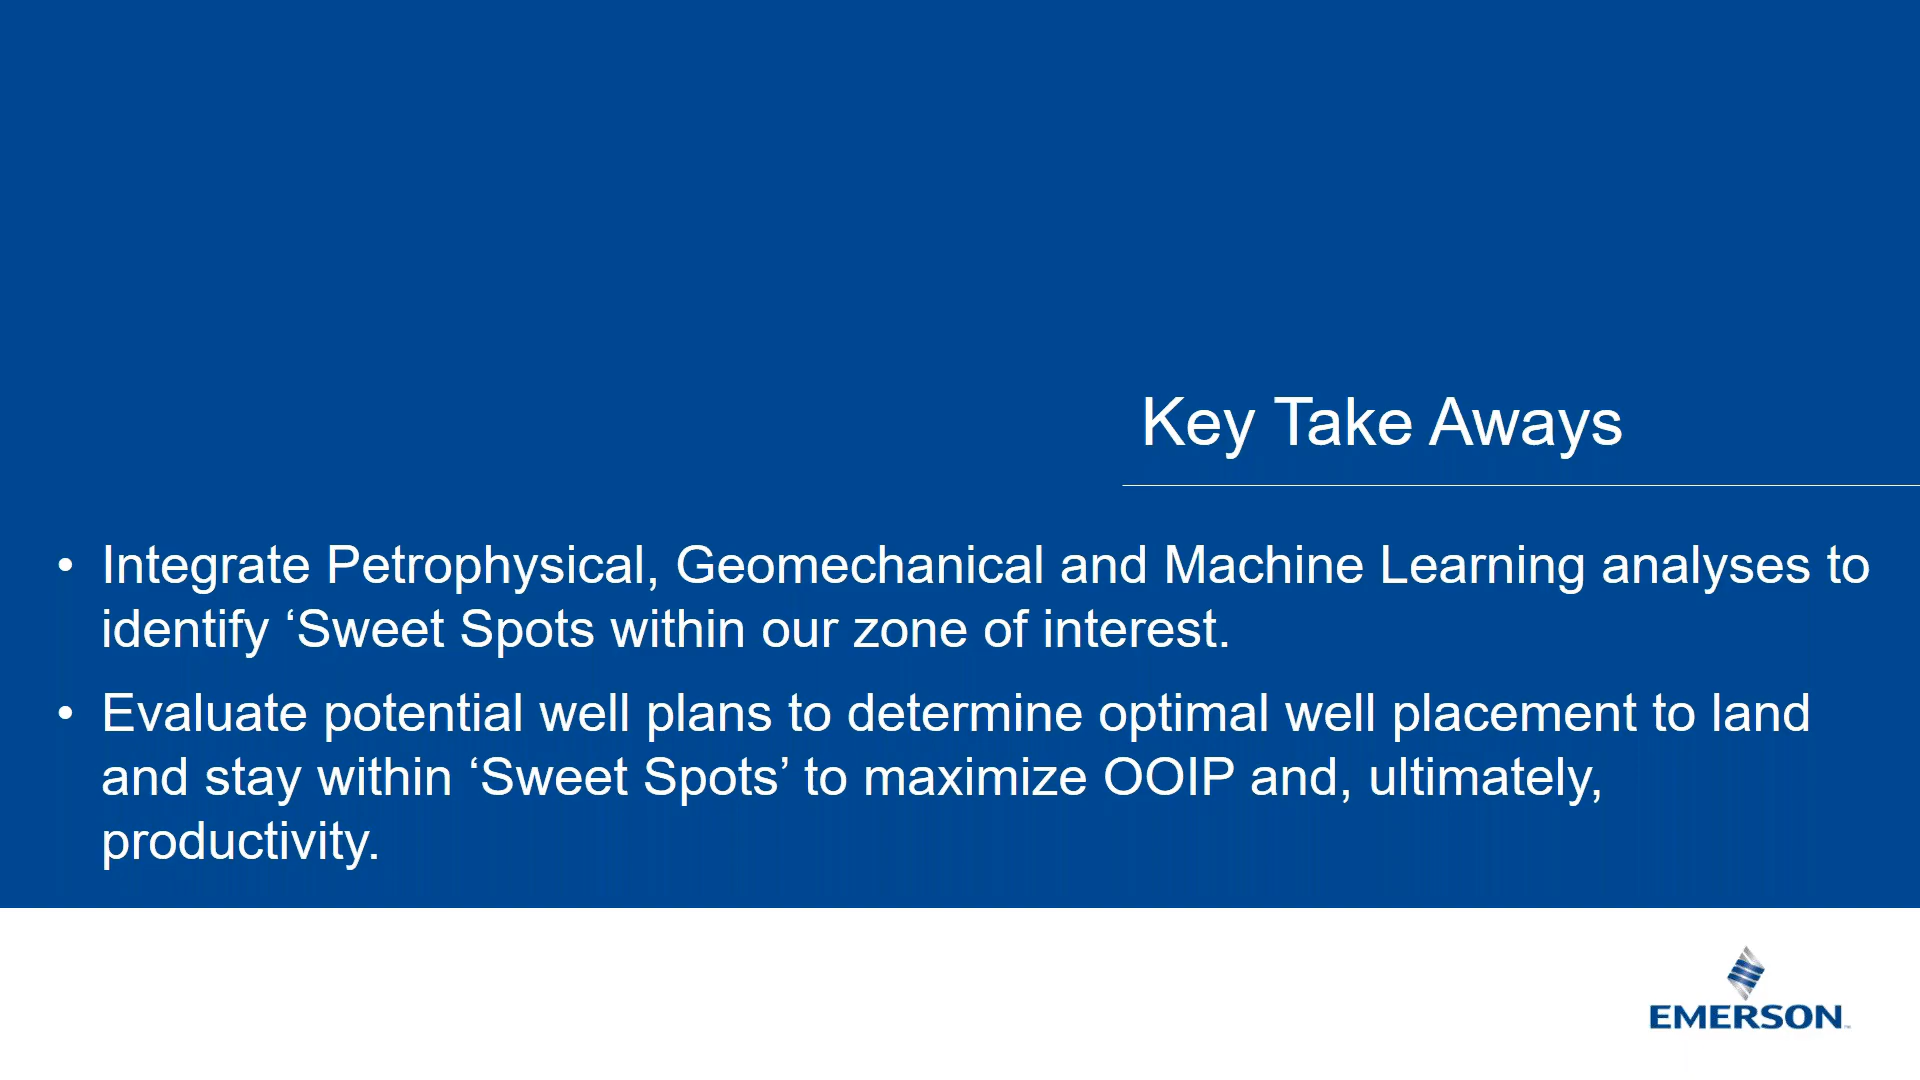 Key Take Aways
• Integrate Petrophysical, Geomechanical and Machine Learning analyses to
identify ‘Sweet Spots within our zone of interest.
• Evaluate potential well plans to determine optimal well placement to land
and stay within ‘Sweet Spots’ to maximize OOIP and, ultimately,
productivity.
EMERSON™